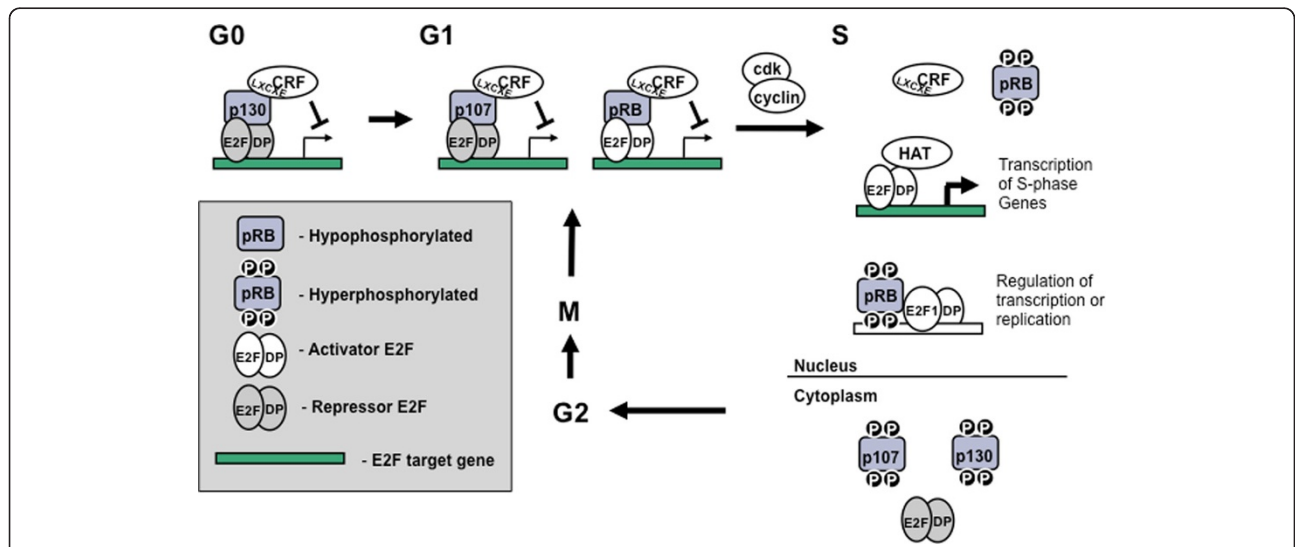 G0
G1
S
LXCXE CRF
p130
E2F DP
LXCXE CRF
p107
E2F DP
LXCXE CRF
pRB
E2F DP
cdk
cyclin
LXCXE CRF
P P
pRB
P P
HAT
E2F DP
Transcription
of S-phase
Genes
P P
pRB
P P
E2F1 DP
Regulation of
transcription or
replication
Nucleus
Cytoplasm
P P
p107
P P
P P
p130
P P
E2F DP
G2
M
pRB - Hypophosphorylated
P P
pRB - Hyperphosphorylated
P P
E2F DP - Activator E2F
E2F DP - Repressor E2F
- E2F target gene